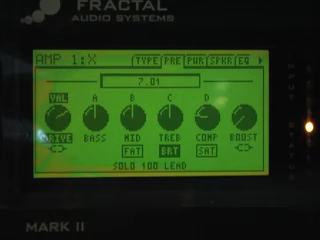 FRACTAL
AUDIO SYSTEMS
AMP 1:X TYPE PRE PWR SPKR EQ
7.01
VAL A B C D
DRIVE BASS MID TREB COMP BOOST
FAT BRT SAT
SOLO 100 LEAD
MARK II